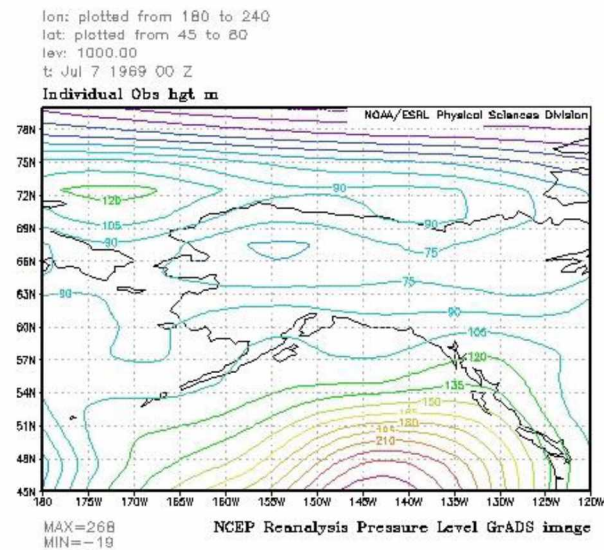 lon: plotted from 180 to 240
lat: plotted from 45 to 80
lev: 1000.00
t: Jul 7 1969 00 Z
Individual Obs hgt m
NOAA/ESRL Physical Sciences Division
78N
75N
72N
69N
66N
63N
60N
57N
54N
51N
48N
45N
120
105
90
90
90
75
75
90
90
105
120
135
150
180
210
180
175W
170W
165W
160W
155W
150W
145W
140W
135W
130W
125W
120W
MAX=268
MIN=-19
NCEP Reanalysis Pressure Level GrADS image